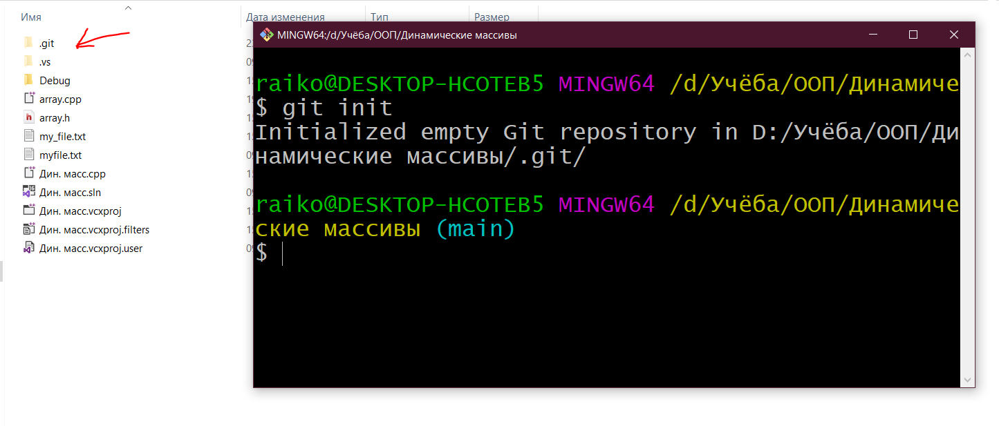 Имя Дата изменения Тип Размер
.git
.vs
Debug
array.cpp
array.h
my_file.txt
myfile.txt
Дин. масс.cpp
Дин. масс.sln
Дин. масс.vcxproj
Дин. масс.vcxproj.filters
Дин. масс.vcxproj.user
MINGW64:/d/Учёба/ООП/Динамические массивы
raiko@DESKTOP-HCOTEB5 MINGW64 /d/Учёба/ООП/Динамиче
$ git init
Initialized empty Git repository in D:/Учёба/ООП/Ди
намические массивы/.git/
raiko@DESKTOP-HCOTEB5 MINGW64 /d/Учёба/ООП/Динамиче
ские массивы (main)
$